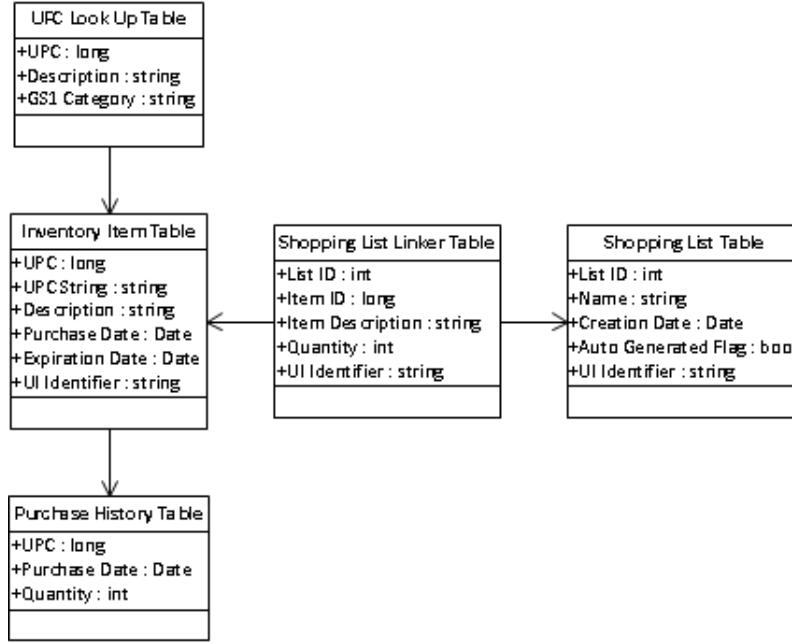 UFC Look Up Table
+UPC : long
+Description : string
+GS1 Category : string
Inventory Item Table
+UPC : long
+UPC String : string
+Description : string
+Purchase Date : Date
+Expiration Date : Date
+UI Identifier : string
Shopping List Linker Table
+List ID : int
+Item ID : long
+Item Description : string
+Quantity : int
+UI Identifier : string
Shopping List Table
+List ID : int
+Name : string
+Creation Date : Date
+Auto Generated Flag : boo
+UI Identifier : string
Purchase History Table
+UPC : long
+Purchase Date : Date
+Quantity : int